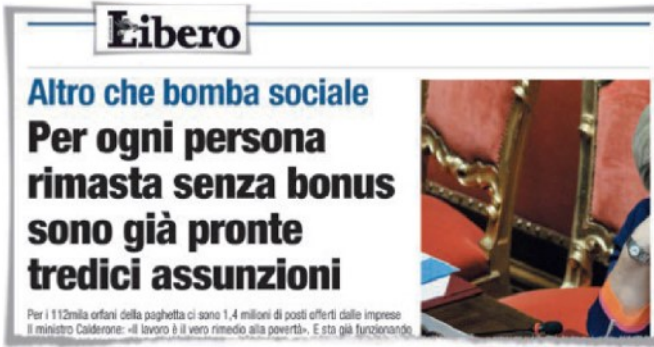 Libero
Altro che bomba sociale
Per ogni persona
rimasta senza bonus
sono già pronte
tredici assunzioni
Per i 112mila orfani della paghetta ci sono 1,4 milioni di posti offerti dalle imprese
Il ministro Calderone: «Il lavoro è il vero rimedio alla povertà». E sta già funzionando